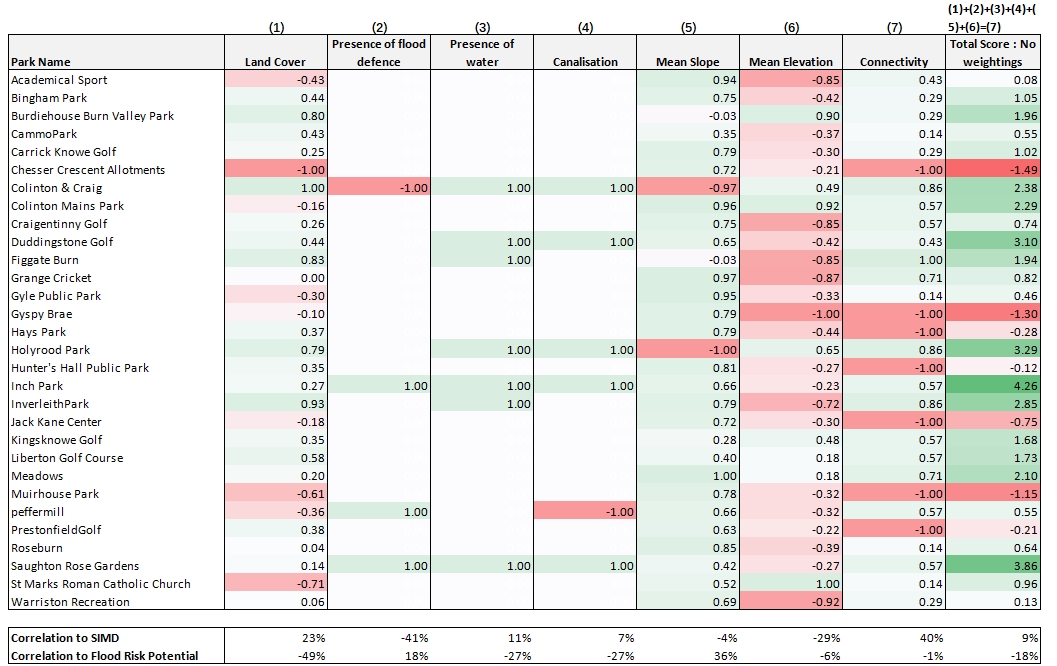 (1)+(2)+(3)+(4)+(
(1) (2) (3) (4) (5) (6) (7) 5)+(6)=(7)
Presence of flood Presence of Total Score : No
Park Name Land Cover defence water Canalisation Mean Slope Mean Elevation Connectivity weightings
Academical Sport -0.43 0.94 -0.85 0.43 0.08
Bingham Park 0.44 0.75 -0.42 0.29 1.05
Burdiehouse Burn Valley Park 0.80 -0.03 0.90 0.29 1.96
CammoPark 0.43 0.35 -0.37 0.14 0.55
Carrick Knowe Golf 0.25 0.79 -0.30 0.29 1.02
Chesser Crescent Allotments -1.00 0.72 -0.21 -1.00 -1.49
Colinton & Craig 1.00 -1.00 1.00 1.00 -0.97 0.49 0.86 2.38
Colinton Mains Park -0.16 0.96 0.92 0.57 2.29
Craigentinny Golf 0.26 0.75 -0.85 0.57 0.74
Duddingstone Golf 0.44 1.00 1.00 0.65 -0.42 0.43 3.10
Figgate Burn 0.83 1.00 -0.03 -0.85 1.00 1.94
Grange Cricket 0.00 0.97 -0.87 0.71 0.82
Gyle Public Park -0.30 0.95 -0.33 0.14 0.46
Gyspy Brae -0.10 0.79 -1.00 -1.00 -1.30
Hays Park 0.37 0.79 -0.44 -1.00 -0.28
Holyrood Park 0.79 1.00 1.00 -1.00 0.65 0.86 3.29
Hunter's Hall Public Park 0.35 0.81 -0.27 -1.00 -0.12
Inch Park 0.27 1.00 1.00 1.00 0.66 -0.23 0.57 4.26
InverleithPark 0.93 1.00 0.79 -0.72 0.86 2.85
Jack Kane Center -0.18 0.72 -0.30 -1.00 -0.75
Kingsknowe Golf 0.35 0.28 0.48 0.57 1.68
Liberton Golf Course 0.58 0.40 0.18 0.57 1.73
Meadows 0.20 1.00 0.18 0.71 2.10
Muirhouse Park -0.61 0.78 -0.32 -1.00 -1.15
peffermill -0.36 1.00 -1.00 0.66 -0.32 0.57 0.55
PrestonfieldGolf 0.38 0.63 -0.22 -1.00 -0.21
Roseburn 0.04 0.85 -0.39 0.14 0.64
Saughton Rose Gardens 0.14 1.00 1.00 1.00 0.42 -0.27 0.57 3.86
St Marks Roman Catholic Church -0.71 0.52 1.00 0.14 0.96
Warriston Recreation 0.06 0.69 -0.92 0.29 0.13
Correlation to SIMD 23% -41% 11% 7% -4% -29% 40% 9%
Correlation to Flood Risk Potential -49% 18% -27% -27% 36% -6% -1% -18%